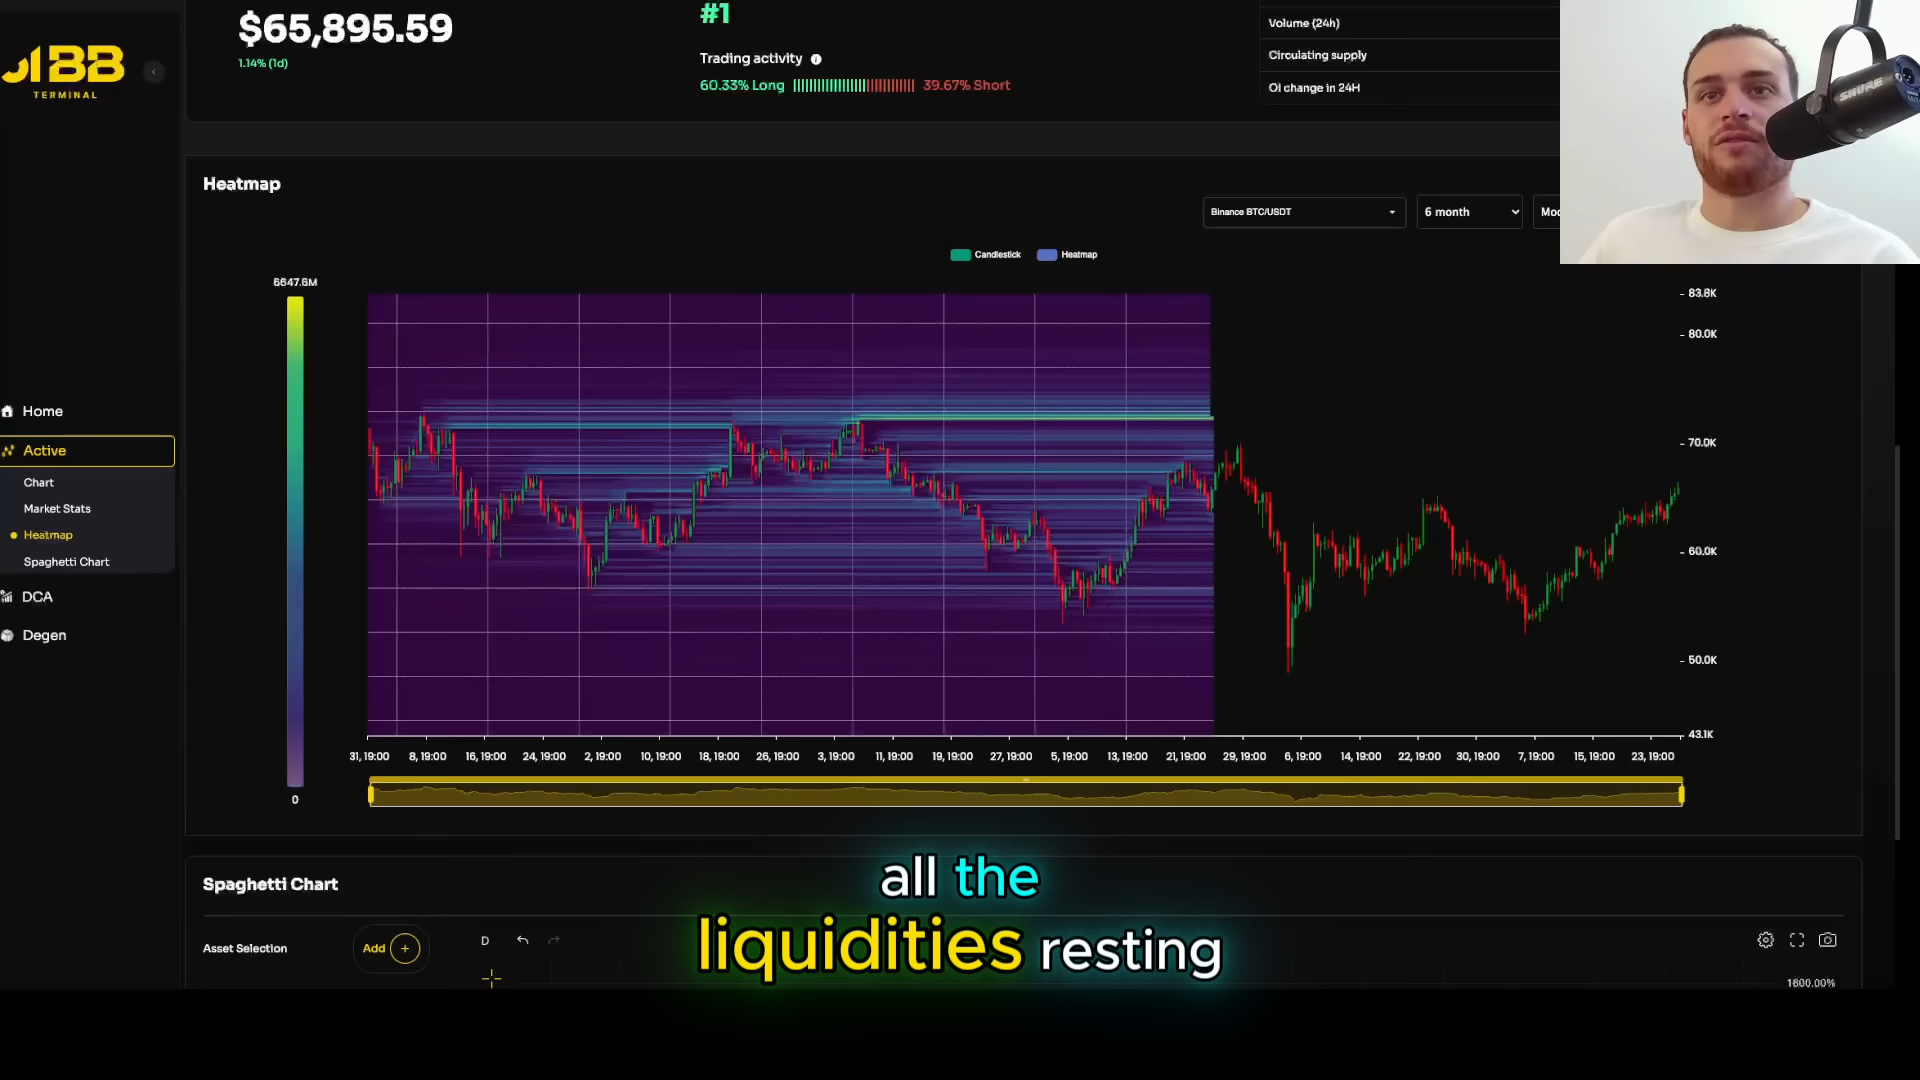 $65,895.59
1.14% (1d)
#1
Trading activity
60.33% Long
39.67% Short
Volume (24h)
Circulating supply
OI change in 24H
BB
TERMINAL
SHURE
Home
Active
Chart
Market Stats
Heatmap
Spaghetti Chart
DCA
Degen
Heatmap
Binance BTC/USDT
6 month
Candlestick
Heatmap
6647.6M
0
83.8K
80.0K
70.0K
60.0K
50.0K
43.1K
31, 19:00 8, 19:00 16, 19:00 24, 19:00 2, 19:00 10, 19:00 18, 19:00 26, 19:00 3, 19:00 11, 19:00 19, 19:00 27, 19:00 5, 19:00 13, 19:00 21, 19:00 29, 19:00 6, 19:00 14, 19:00 22, 19:00 30, 19:00 7, 19:00 15, 19:00 23, 19:00
all the
liquidities resting
Spaghetti Chart
Asset Selection
Add +
D
1600.00%